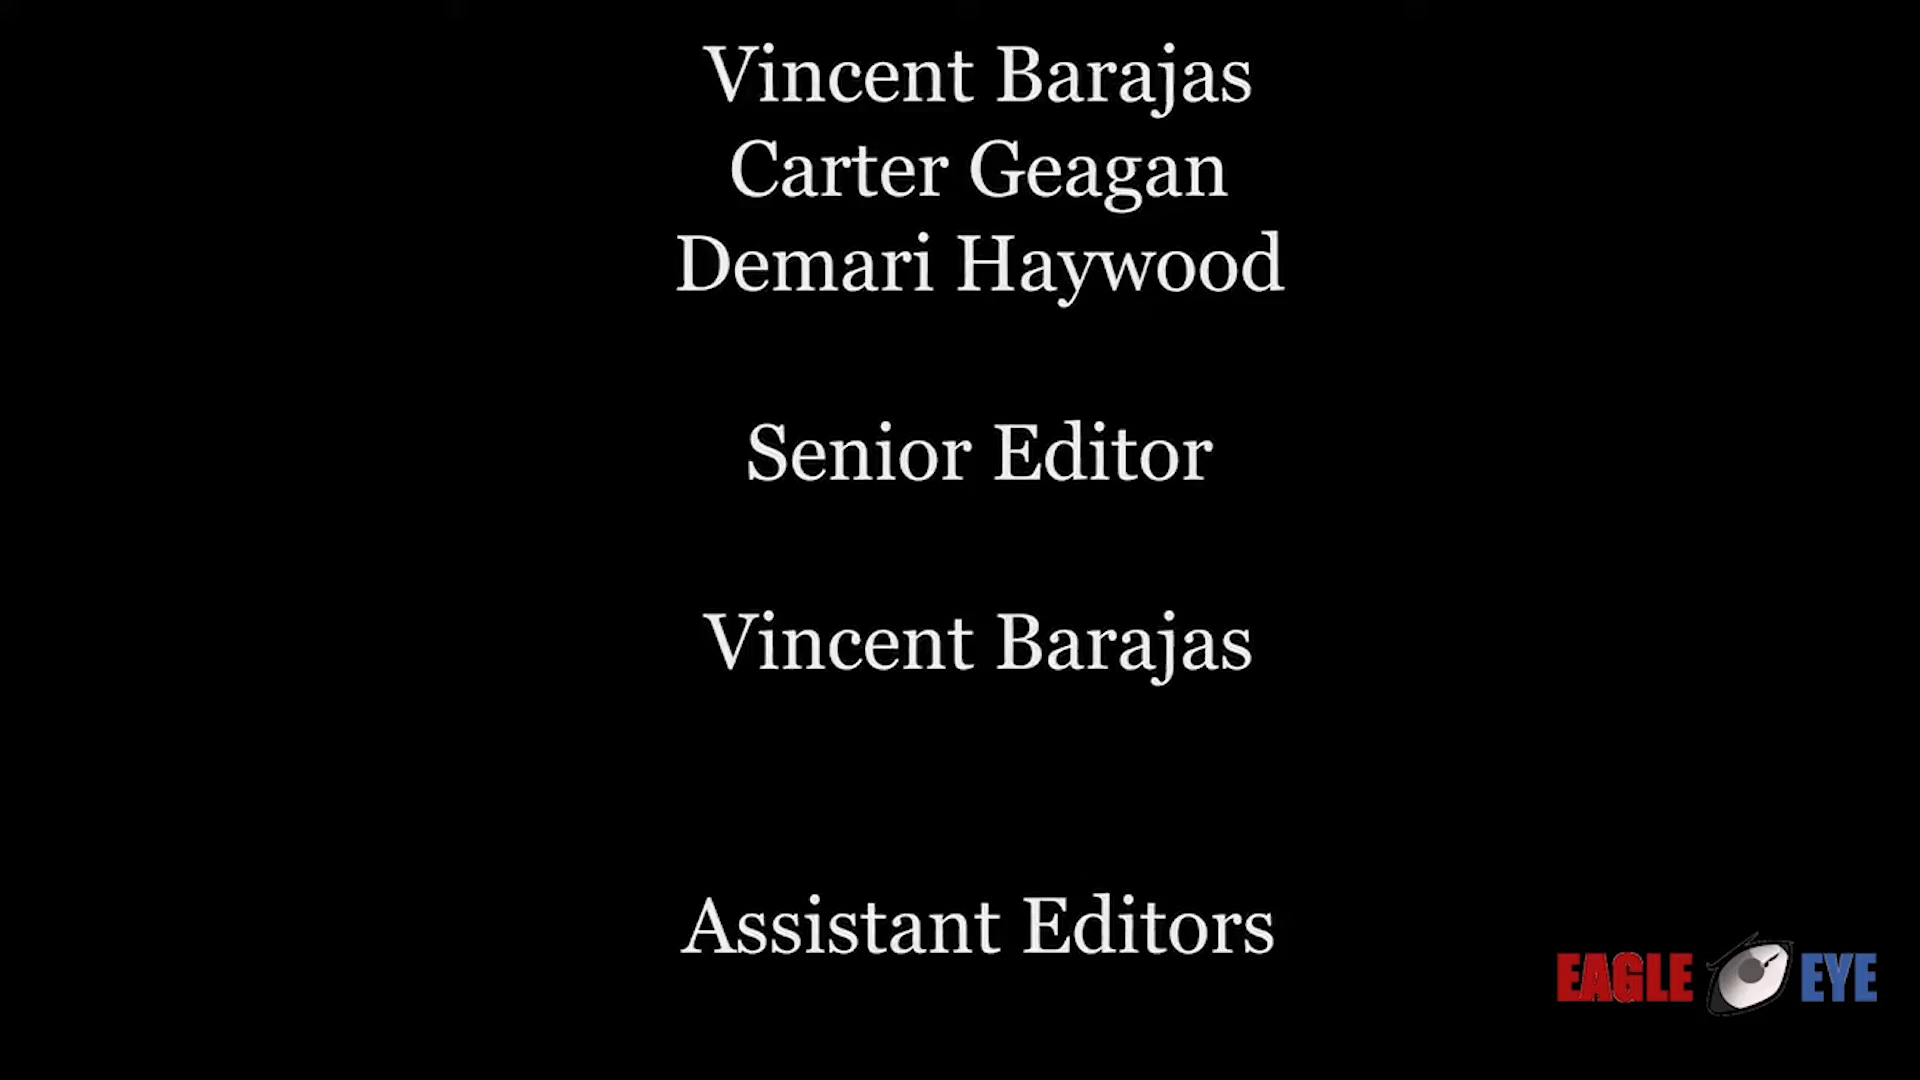 Vincent Barajas
Carter Geagan
Demari Haywood
Senior Editor
Vincent Barajas
Assistant Editors
EAGLE EYE